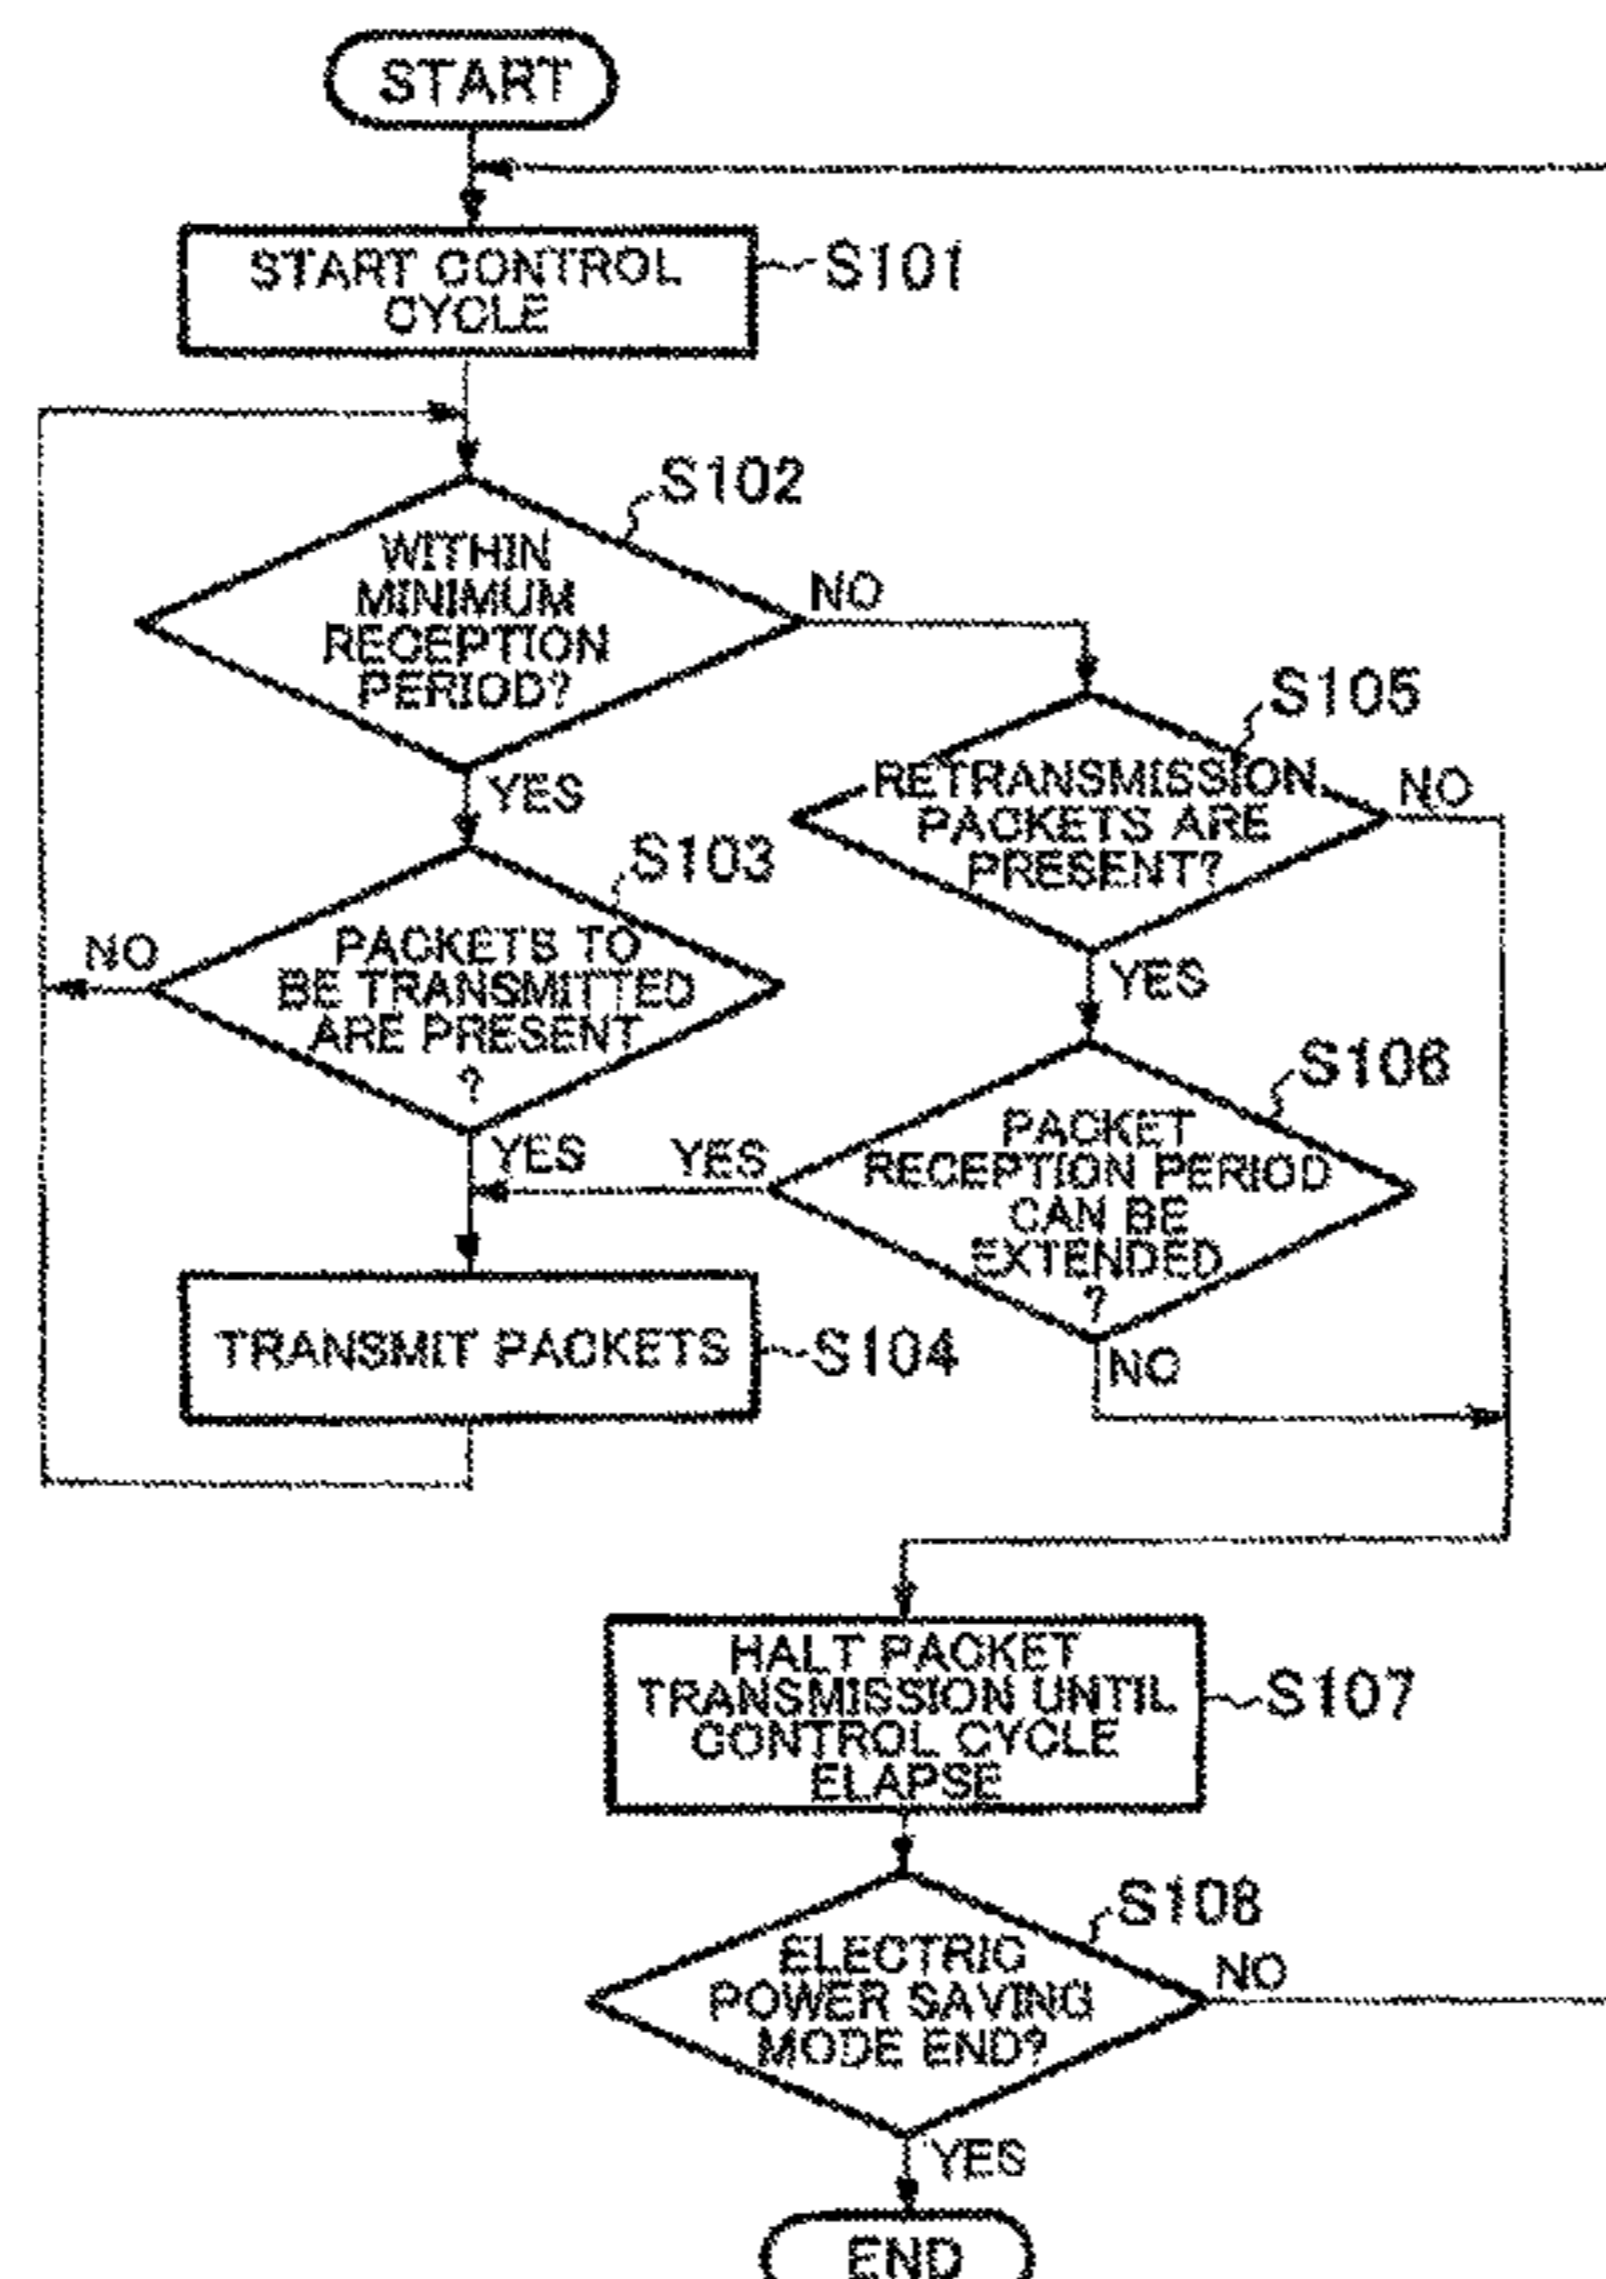 START
START CONTROL
CYCLE
S101
S102
WITHIN
MINIMUM
RECEPTION
PERIOD?
NO
YES
S105
RETRANSMISSION
PACKETS ARE
PRESENT?
NO
YES
S103
PACKETS TO
BE TRANSMITTED
ARE PRESENT
?
NO
YES
S106
PACKET
RECEPTION PERIOD
CAN BE
EXTENDED
?
YES
NO
TRANSMIT PACKETS
S104
HALT PACKET
TRANSMISSION UNTIL
CONTROL CYCLE
ELAPSE
S107
S108
ELECTRIC
POWER SAVING
MODE END?
NO
YES
END